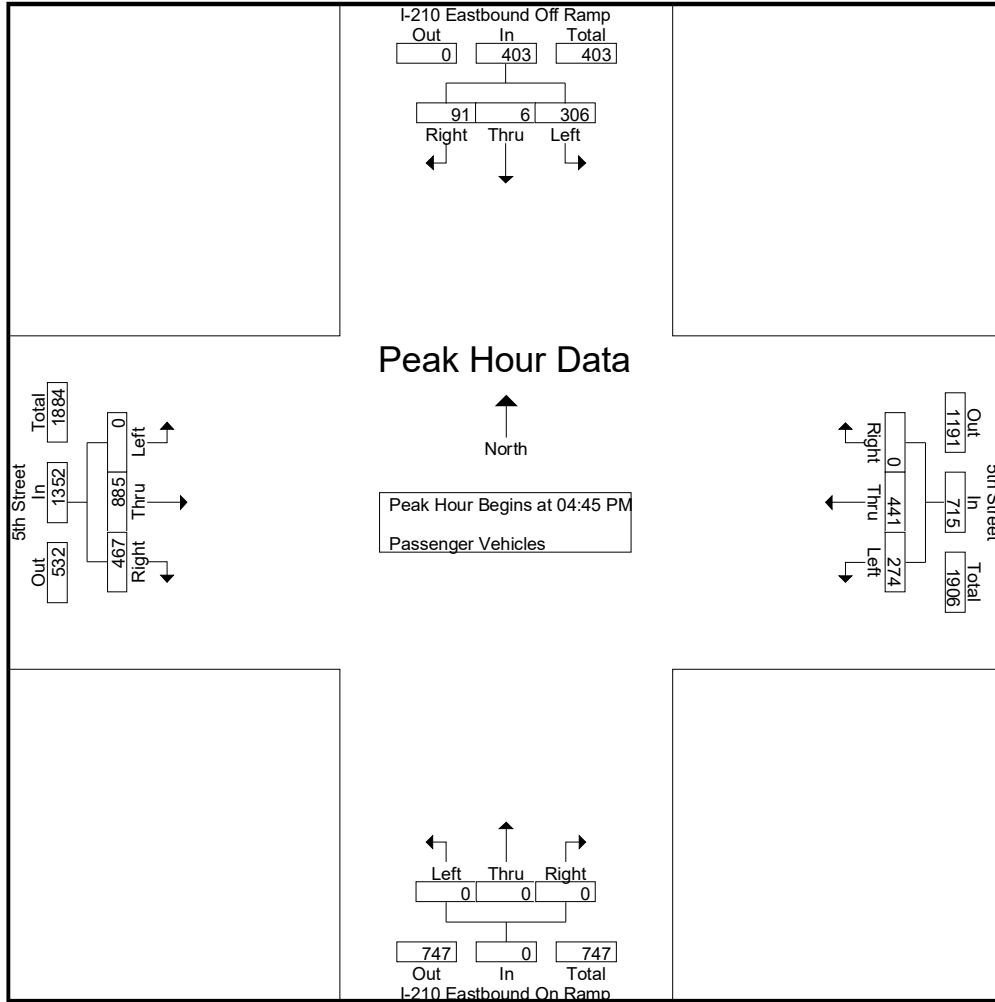 I-210 Eastbound Off Ramp
Out In Total
0 403 403
91 6 306
Right Thru Left
Peak Hour Data
North
Peak Hour Begins at 04:45 PM
Passenger Vehicles
5th Street
Total In Out
1884 1352 532
0 885 467
Left Thru Right
5th Street
Out In Total
1191 715 1906
0 441 274
Right Thru Left
Left Thru Right
0 0 0
747 0 747
Out In Total
I-210 Eastbound On Ramp